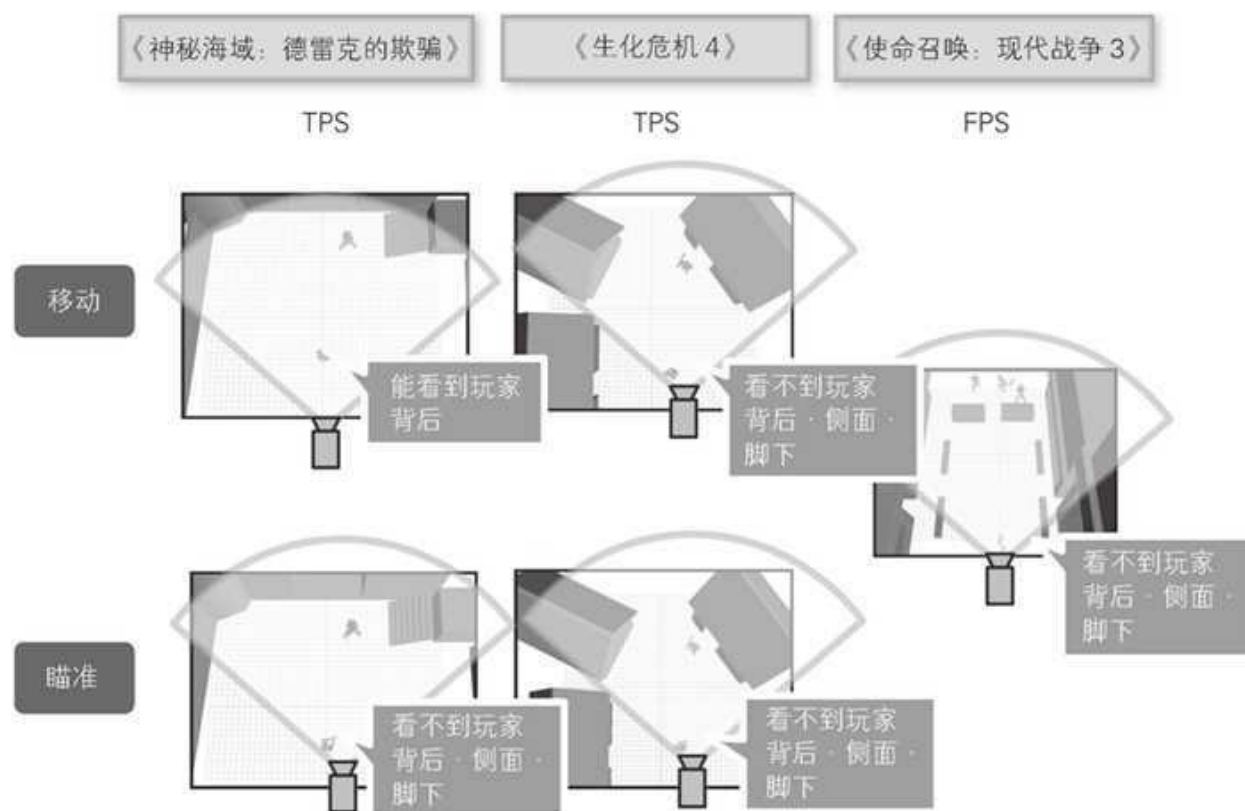 《神秘海域：德雷克的欺骗》
《生化危机4》
《使命召唤：现代战争3》
TPS
TPS
FPS
移动
能看到玩家
背后
看不到玩家
背后·侧面·
脚下
看不到玩家
背后·侧面·
脚下
瞄准
看不到玩家
背后·侧面·
脚下
看不到玩家
背后·侧面·
脚下